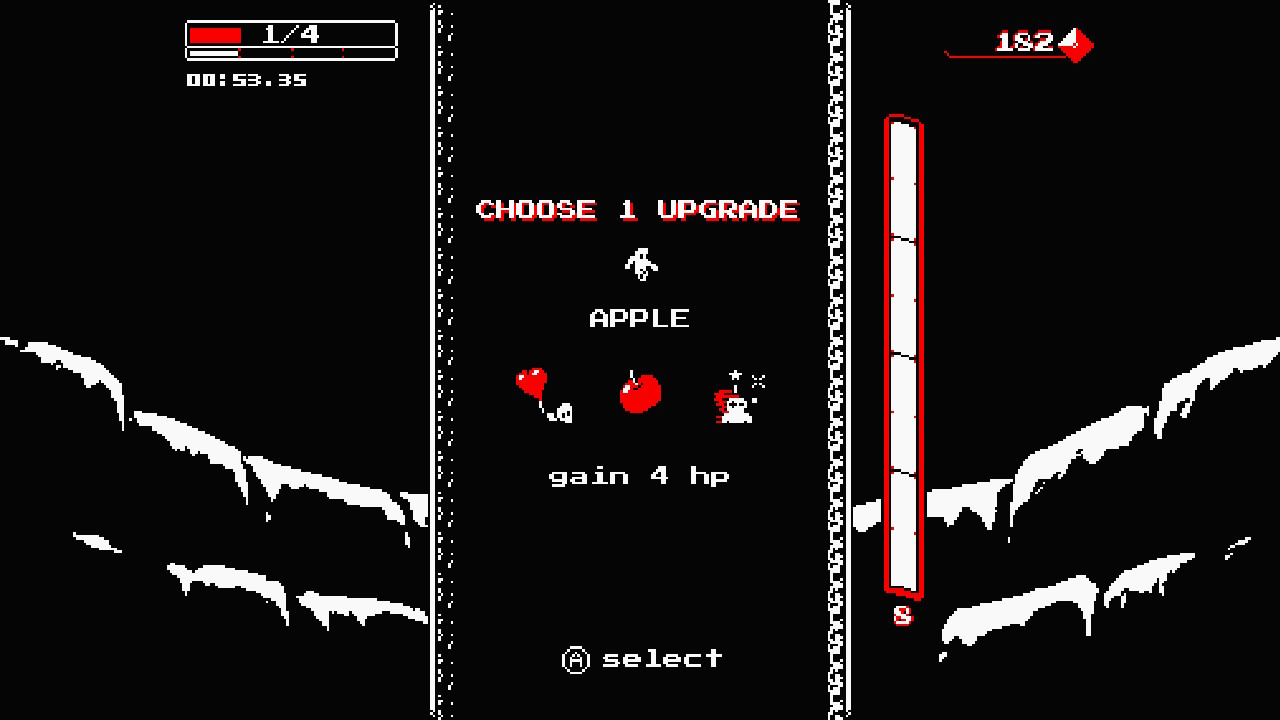 1/4
00:53.35
182
CHOOSE 1 UPGRADE
APPLE
gain 4 hp
8
A select